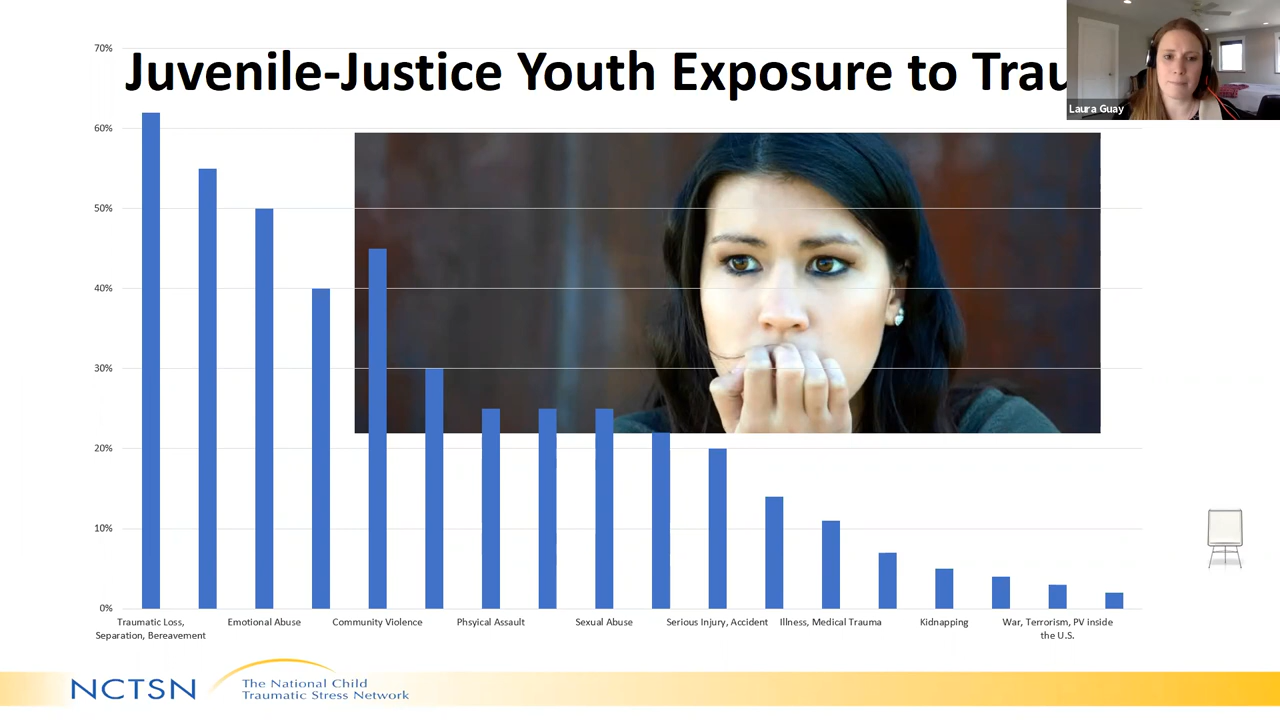 Juvenile-Justice Youth Exposure to Trau
Laura Guay
70%
60%
50%
40%
30%
20%
10%
0%
Traumatic Loss,
Separation, Bereavement
Emotional Abuse
Community Violence
Phsyical Assault
Sexual Abuse
Serious Injury, Accident
Illness, Medical Trauma
Kidnapping
War, Terrorism, PV inside
the U.S.
NCTSN
The National Child
Traumatic Stress Network